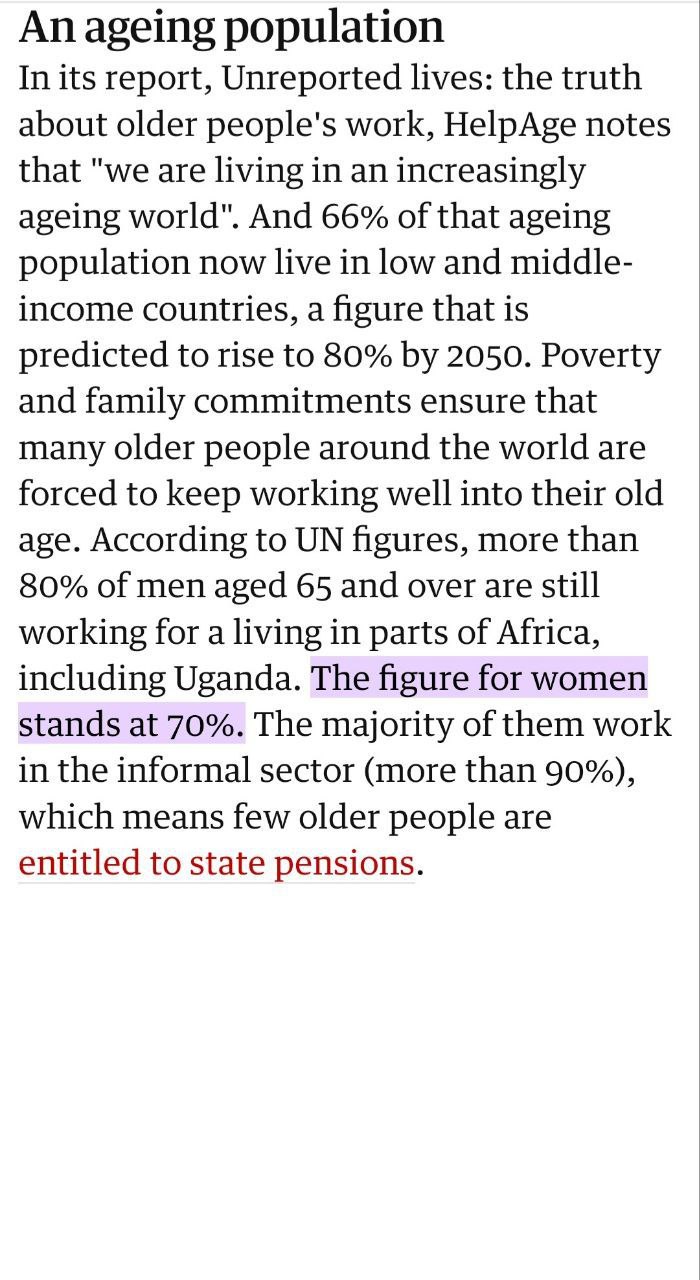 An ageing population
In its report, Unreported lives: the truth
about older people's work, HelpAge notes
that "we are living in an increasingly
ageing world". And 66% of that ageing
population now live in low and middle-
income countries, a figure that is
predicted to rise to 80% by 2050. Poverty
and family commitments ensure that
many older people around the world are
forced to keep working well into their old
age. According to UN figures, more than
80% of men aged 65 and over are still
working for a living in parts of Africa,
including Uganda. The figure for women
stands at 70%. The majority of them work
in the informal sector (more than 90%),
which means few older people are
entitled to state pensions.